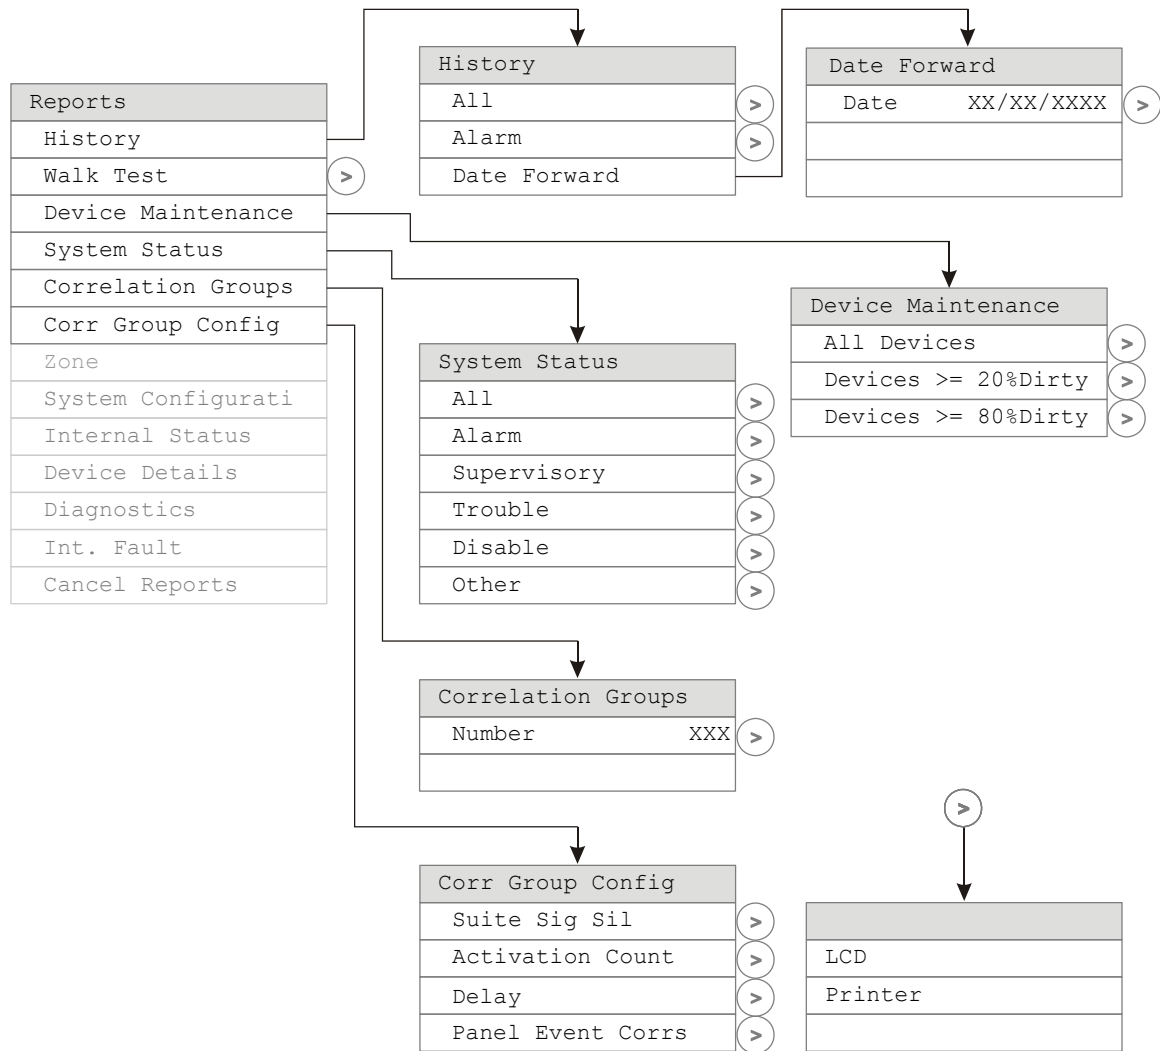 Reports
History
Walk Test
>
Device Maintenance
System Status
Correlation Groups
Corr Group Config
Zone
System Configurati
Internal Status
Device Details
Diagnostics
Int. Fault
Cancel Reports
History
All
>
Alarm
>
Date Forward
Date Forward
Date XX/XX/XXXX
>
Device Maintenance
All Devices
>
Devices >= 20%Dirty
>
Devices >= 80%Dirty
>
System Status
All
>
Alarm
>
Supervisory
>
Trouble
>
Disable
>
Other
>
Correlation Groups
Number XXX
>
Corr Group Config
Suite Sig Sil
>
Activation Count
>
Delay
>
Panel Event Corrs
>
>
LCD
Printer